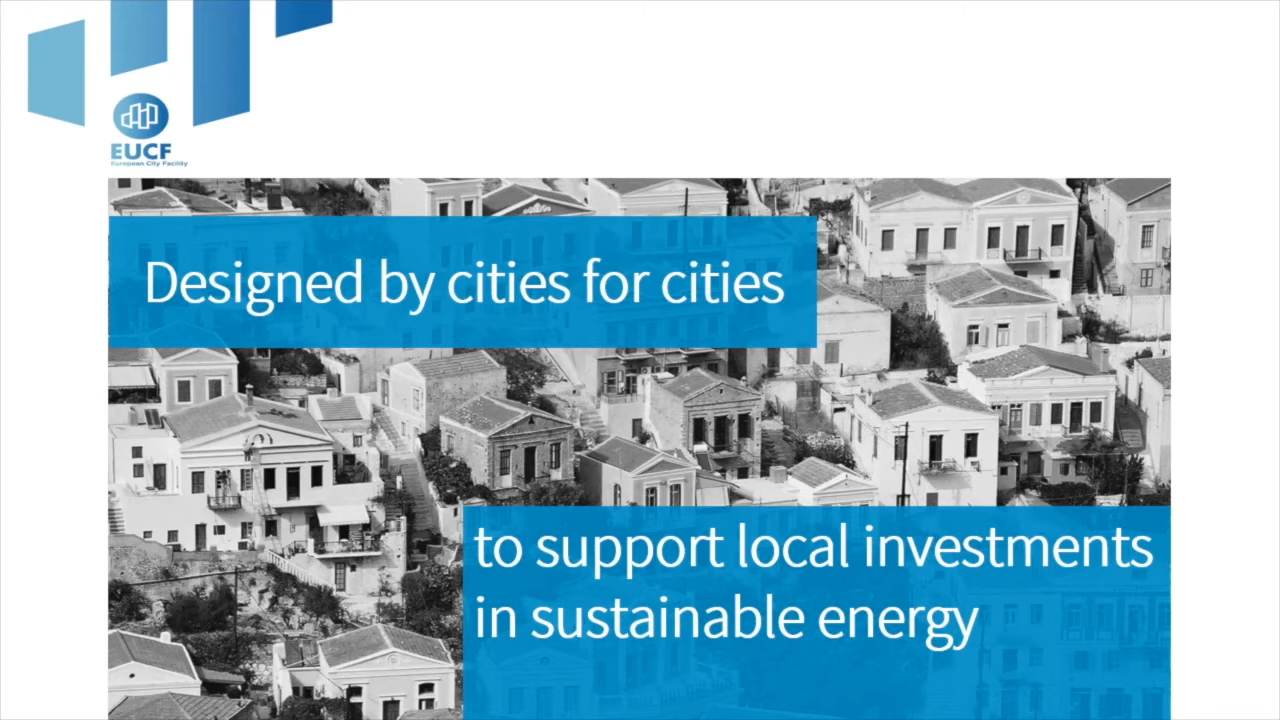 EUCF
European City Facility
Designed by cities for cities
to support local investments
in sustainable energy